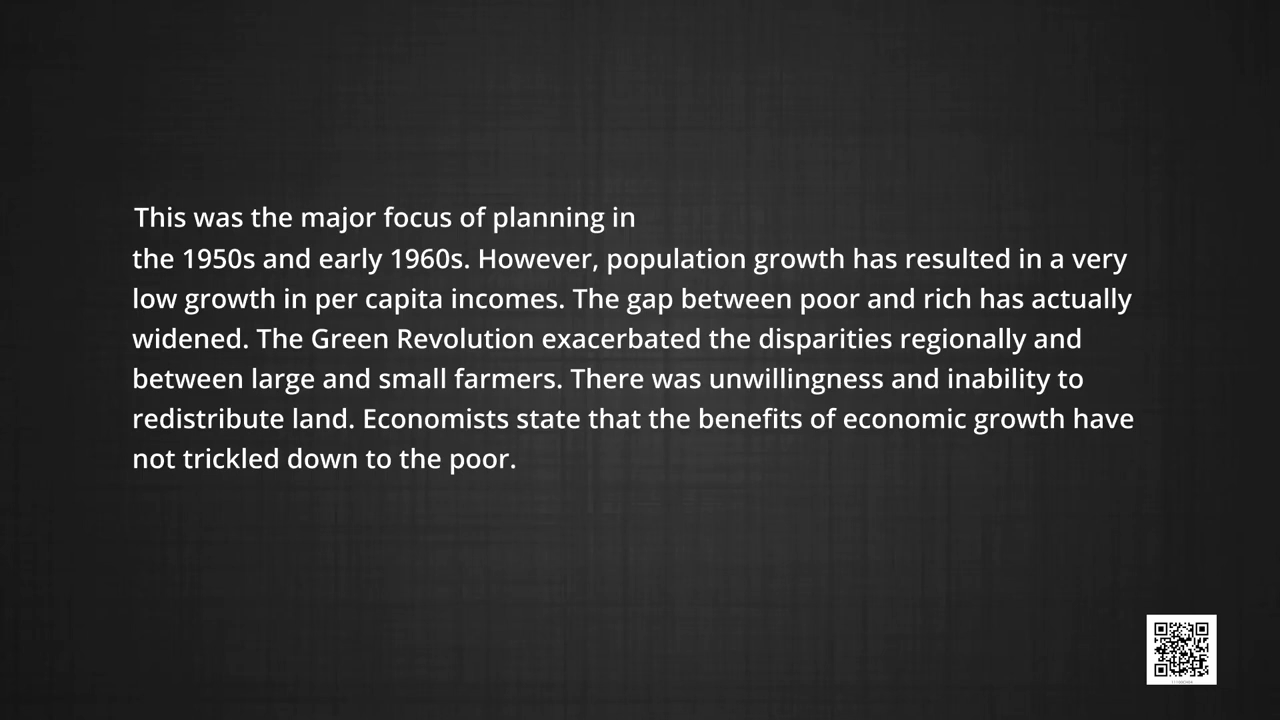 This was the major focus of planning in
the 1950s and early 1960s. However, population growth has resulted in a very
low growth in per capita incomes. The gap between poor and rich has actually
widened. The Green Revolution exacerbated the disparities regionally and
between large and small farmers. There was unwillingness and inability to
redistribute land. Economists state that the benefits of economic growth have
not trickled down to the poor.